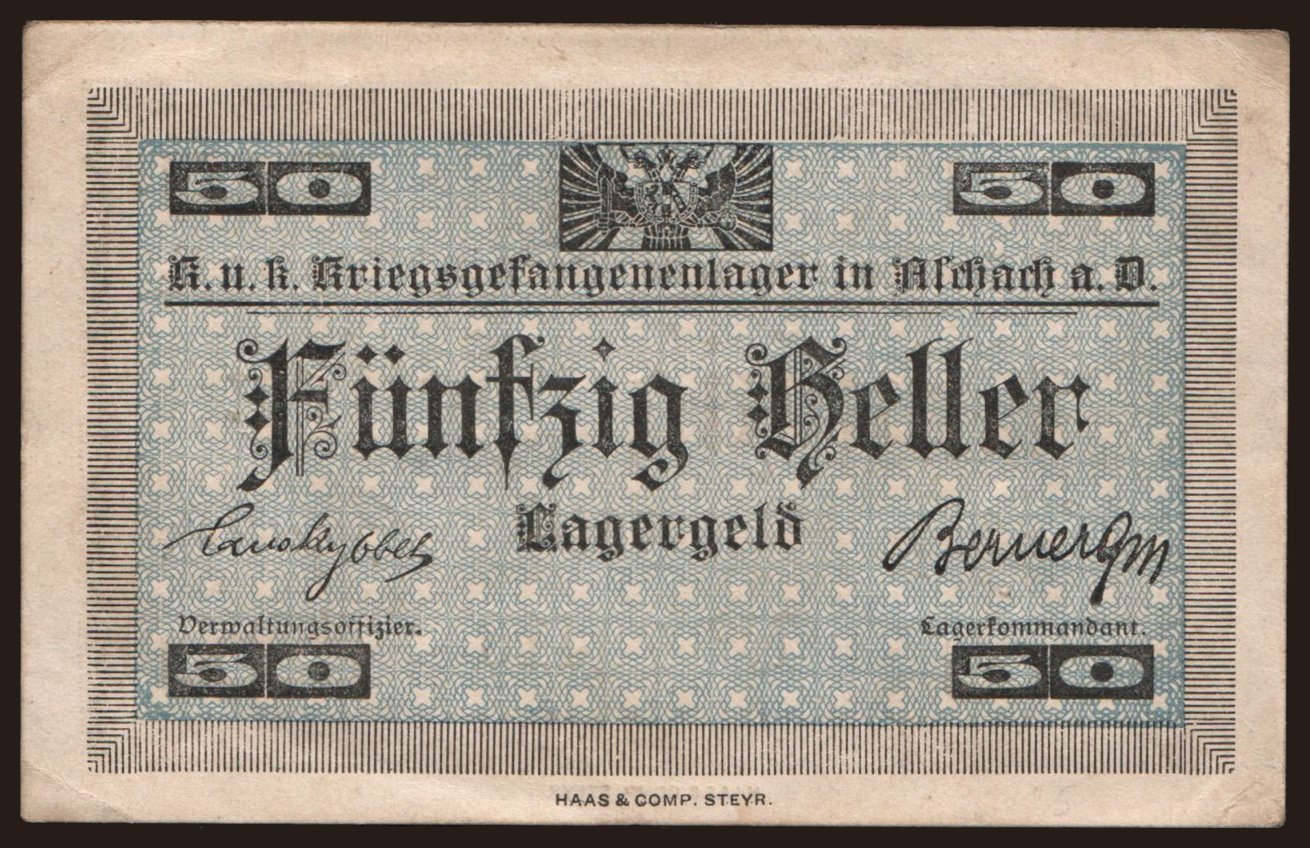 50 50
K. u. k. Kriegsgefangenenlager in Aschach a. D.
Fünfzig Heller
Lagergeld
Verwaltungsoffizier. Lagerkommandant.
50 50
HAAS & COMP. STEYR.